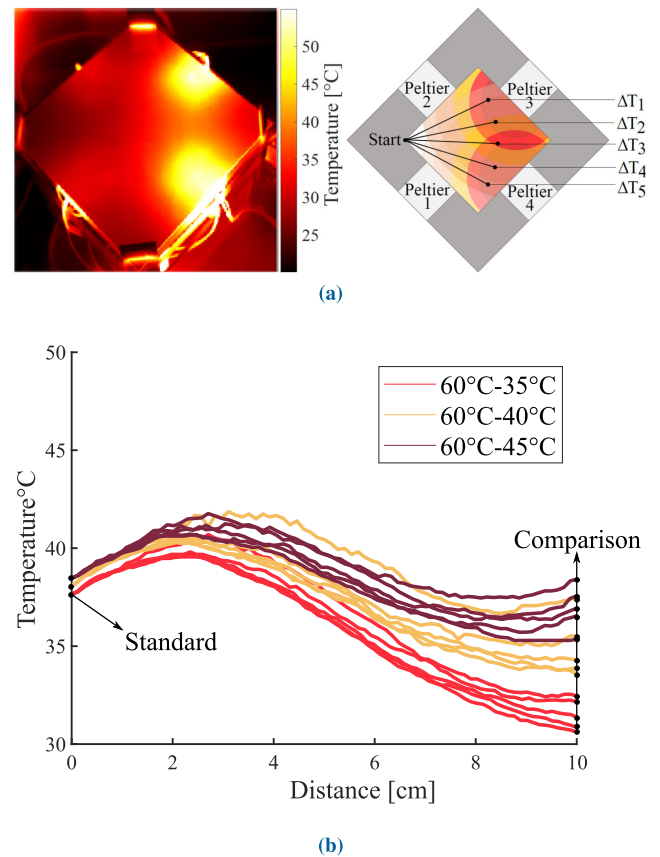 Temperature [°C]
50
45
40
35
30
25
Peltier
2
Peltier
3
Start
Peltier
1
Peltier
4
ΔT1
ΔT2
ΔT3
ΔT4
ΔT5
(a)
50
45
40
35
30
Temperature°C
60°C-35°C
60°C-40°C
60°C-45°C
Comparison
Standard
0
2
4
6
8
10
Distance [cm]
(b)